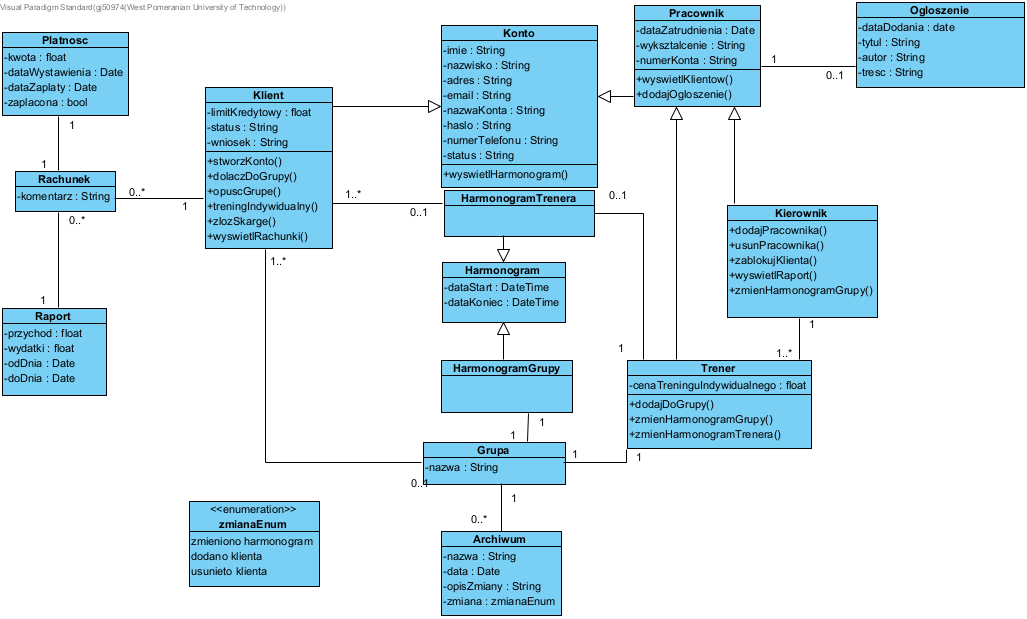 Visual Paradigm Standard(gj50974(West Pomeranian University of Technology))
Platnosc
-kwota : float
-dataWystawienia : Date
-dataZaplaty : Date
-zaplacona : bool
1
1
Rachunek
-komentarz : String
0..*
1
0..*
1
Raport
-przychod : float
-wydatki : float
-odDnia : Date
-doDnia : Date
Klient
-limitKredytowy : float
-status : String
-wniosek : String
+stworzKonto()
+dolaczDoGrupy()
+opuscGrupe()
+treningIndywidualny()
+zlozSkarge()
+wyswietlRachunki()
1..*
0..1
1..*
0..1
Konto
-imie : String
-nazwisko : String
-adres : String
-email : String
-nazwaKonta : String
-haslo : String
-numerTelefonu : String
-status : String
+wyswietlHarmonogram()
HarmonogramTrenera
0..1
1
Harmonogram
-dataStart : DateTime
-dataKoniec : DateTime
HarmonogramGrupy
1
1
Grupa
-nazwa : String
1
1
1
0..*
Archiwum
-nazwa : String
-data : Date
-opisZmiany : String
-zmiana : zmianaEnum
<<enumeration>>
zmianaEnum
zmieniono harmonogram
dodano klienta
usunieto klienta
Pracownik
-dataZatrudnienia : Date
-wyksztalcenie : String
-numerKonta : String
+wyswietlKlientow()
+dodajOgloszenie()
1
0..1
Ogloszenie
-dataDodania : date
-tytul : String
-autor : String
-tresc : String
Kierownik
+dodajPracownika()
+usunPracownika()
+zablokujKlienta()
+wyswietlRaport()
+zmienHarmonogramGrupy()
1
1..*
Trener
-cenaTreninguIndywidualnego : float
+dodajDoGrupy()
+zmienHarmonogramGrupy()
+zmienHarmonogramTrenera()